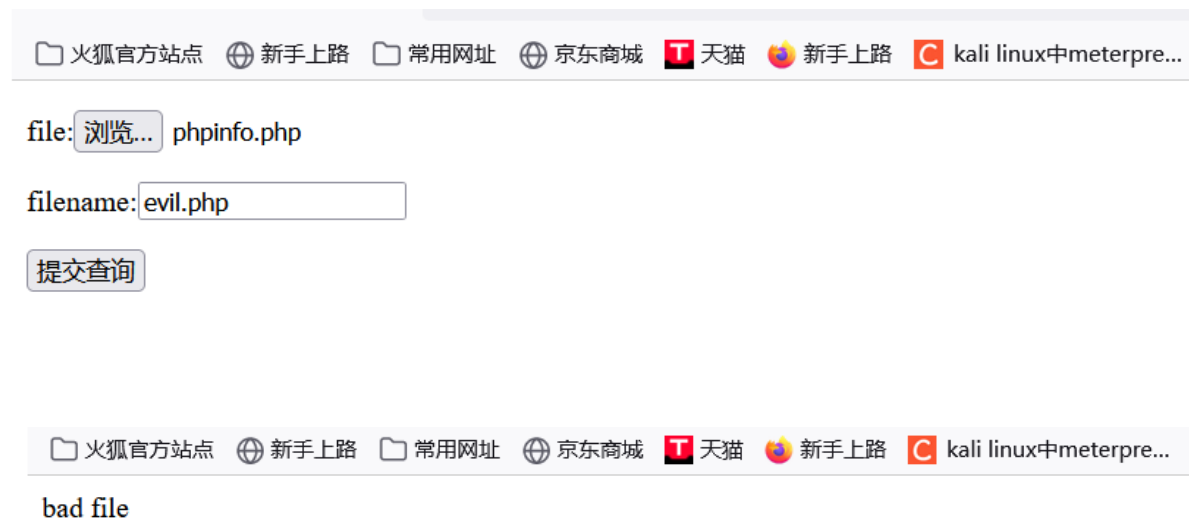 火狐官方站点 新手上路 常用网址 京东商城 T 天猫 新手上路 C kali linux中meterpre...
file: 浏览... phpinfo.php
filename: evil.php
提交查询
火狐官方站点 新手上路 常用网址 京东商城 T 天猫 新手上路 C kali linux中meterpre...
bad file